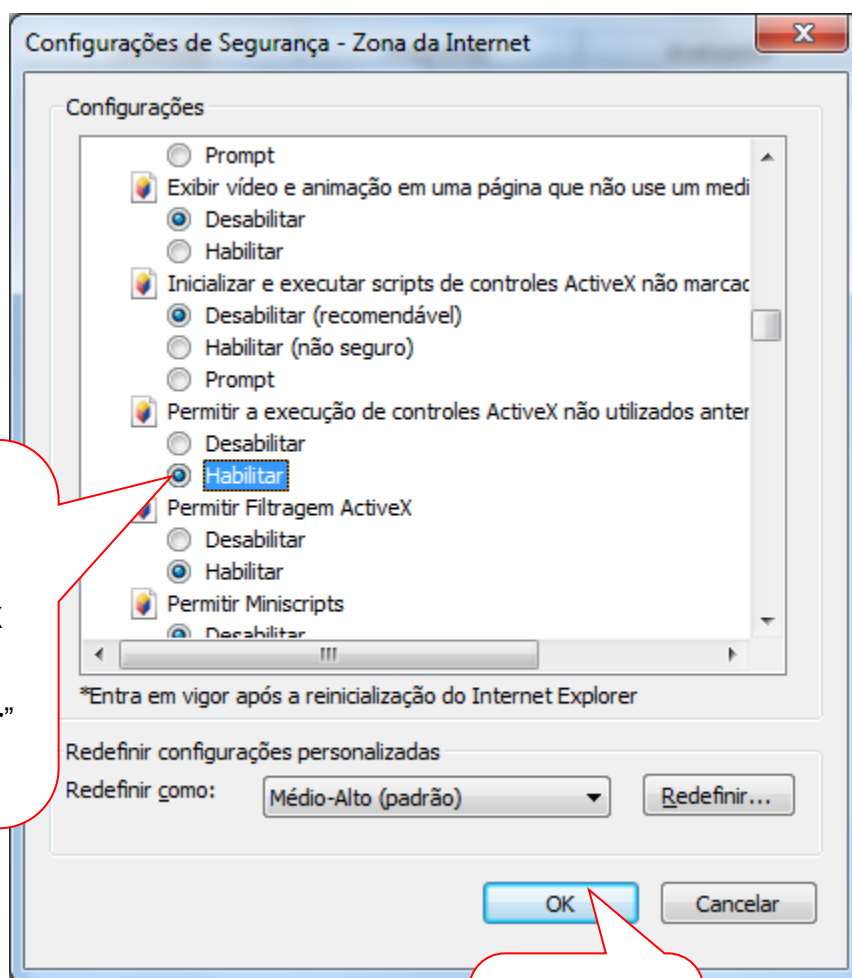 Configurações de Segurança - Zona da Internet
Configurações
Prompt
Exibir vídeo e animação em uma página que não use um medi
Desabilitar
Habilitar
Inicializar e executar scripts de controles ActiveX não marcac
Desabilitar (recomendável)
Habilitar (não seguro)
Prompt
Permitir a execução de controles ActiveX não utilizados anter
Desabilitar
Habilitar
Permitir Filtragem ActiveX
Desabilitar
Habilitar
Permitir Miniscripts
Desabilitar
*Entra em vigor após a reinicialização do Internet Explorer
Redefinir configurações personalizadas
Redefinir como:
Médio-Alto (padrão)
Redefinir...
OK
Cancelar